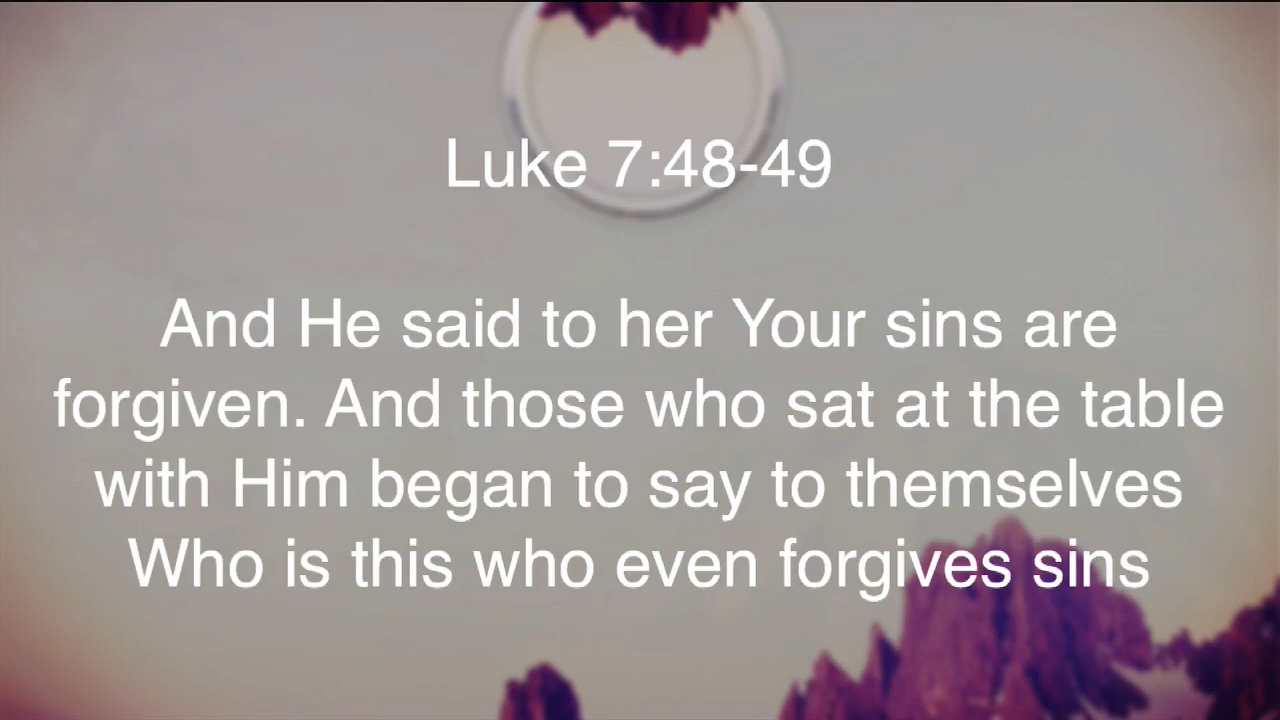 Luke 7:48-49
And He said to her Your sins are
forgiven. And those who sat at the table
with Him began to say to themselves
Who is this who even forgives sins